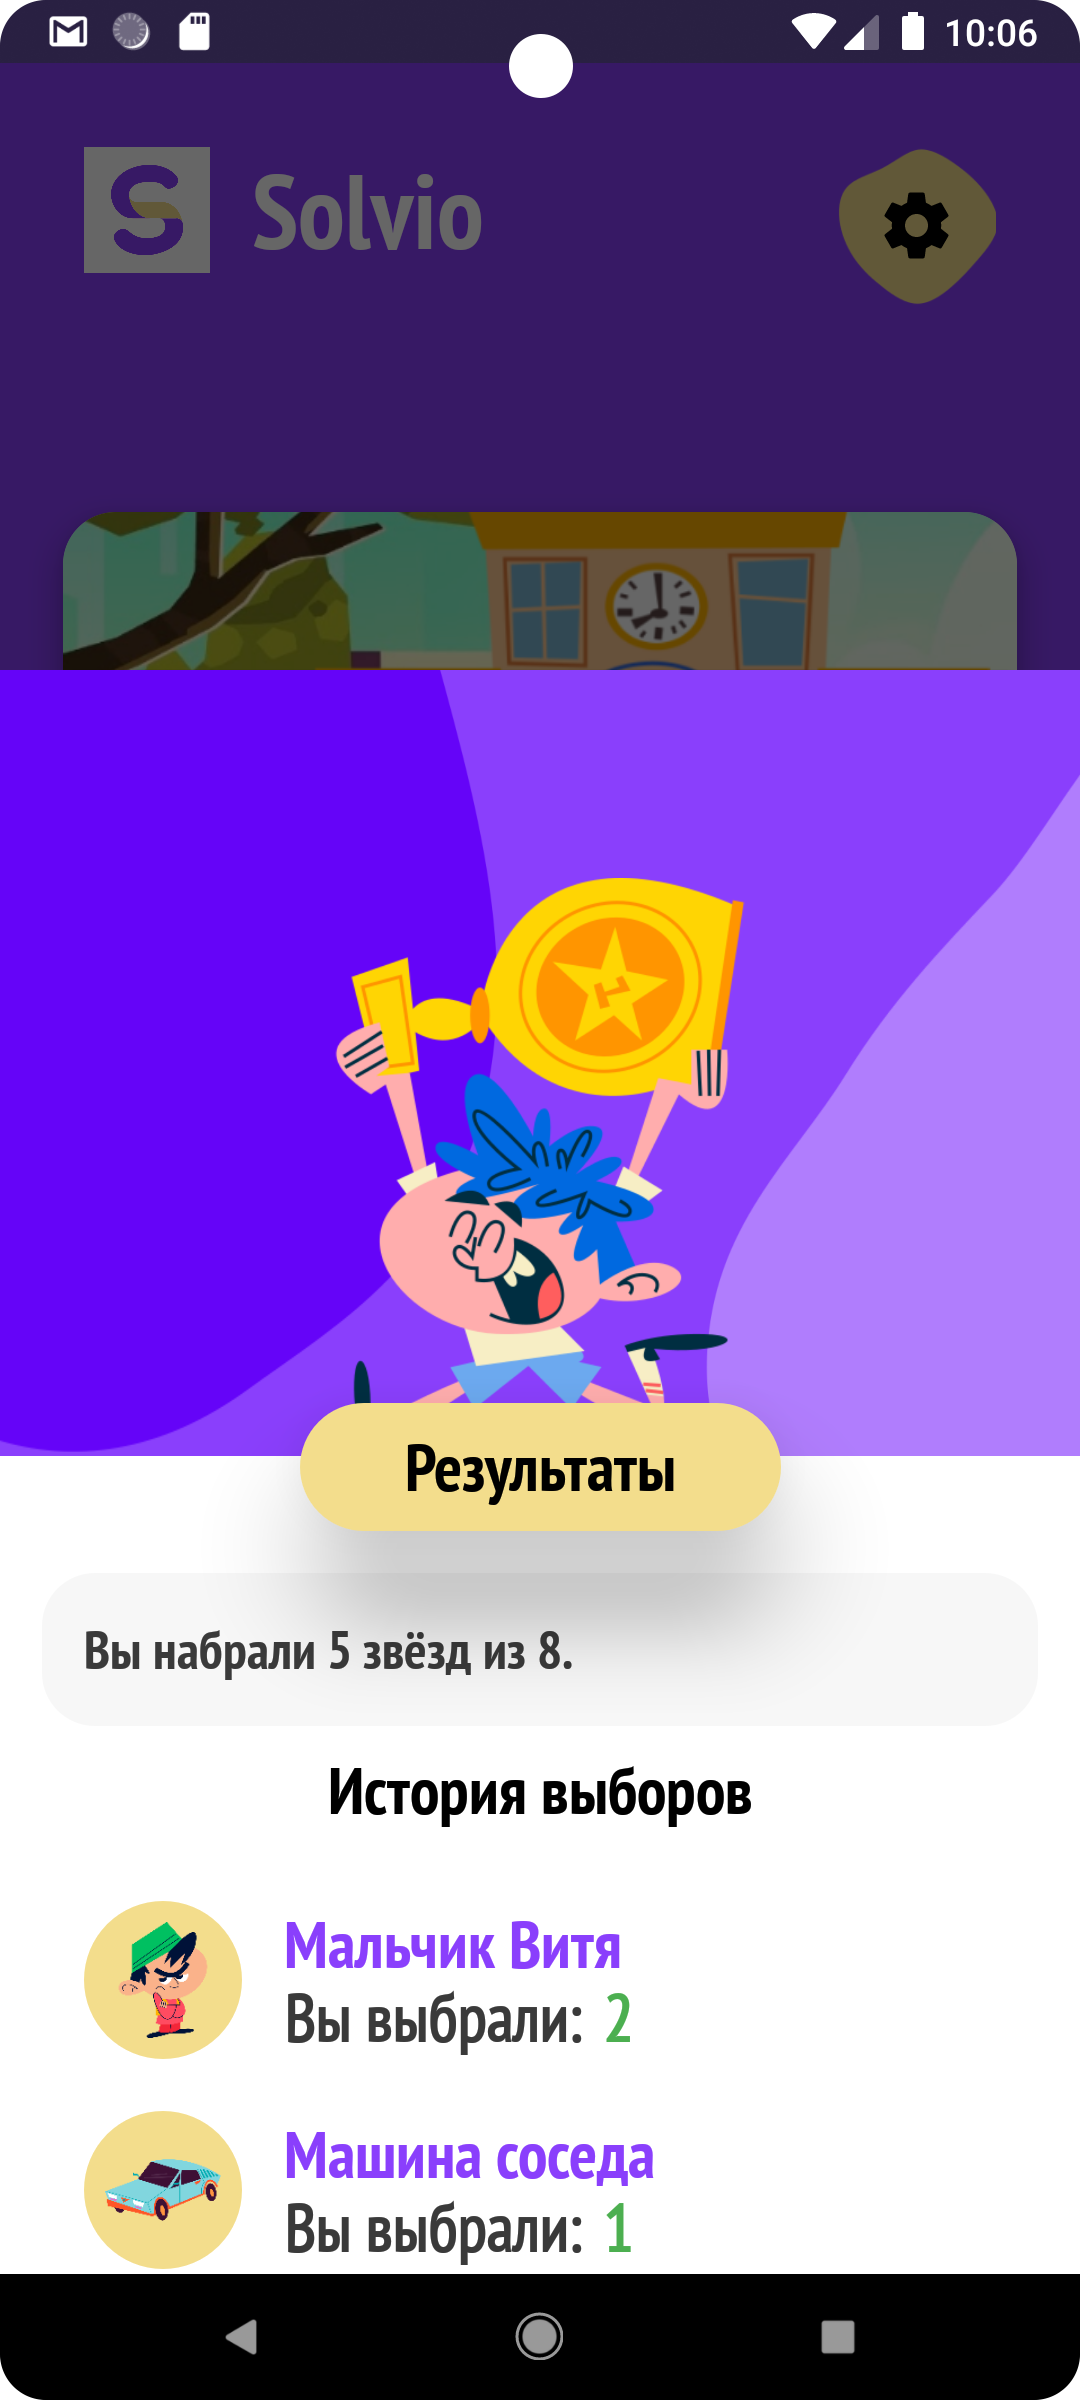 10:06
Solvio
Результаты
Вы набрали 5 звёзд из 8.
История выборов
Мальчик Витя
Вы выбрали: 2
Машина соседа
Вы выбрали: 1